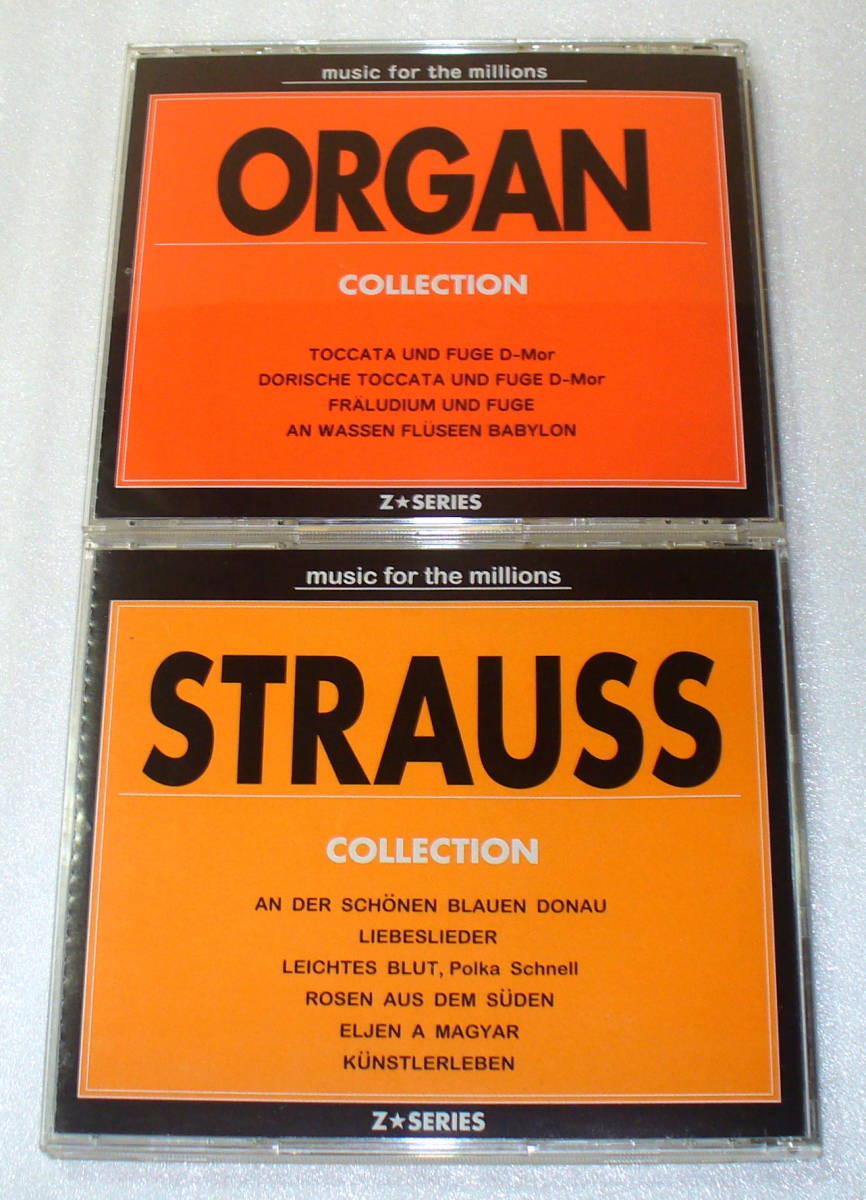 music for the millions
ORGAN
COLLECTION
TOCCATA UND FUGE D-Mor
DORISCHE TOCCATA UND FUGE D-Mor
FRÄLUDIUM UND FUGE
AN WASSEN FLÜSEEN BABYLON
Z★SERIES
music for the millions
STRAUSS
COLLECTION
AN DER SCHÖNEN BLAUEN DONAU
LIEBESLIEDER
LEICHTES BLUT, Polka Schnell
ROSEN AUS DEM SÜDEN
ELJEN A MAGYAR
KÜNSTLERLEBEN
Z★SERIES